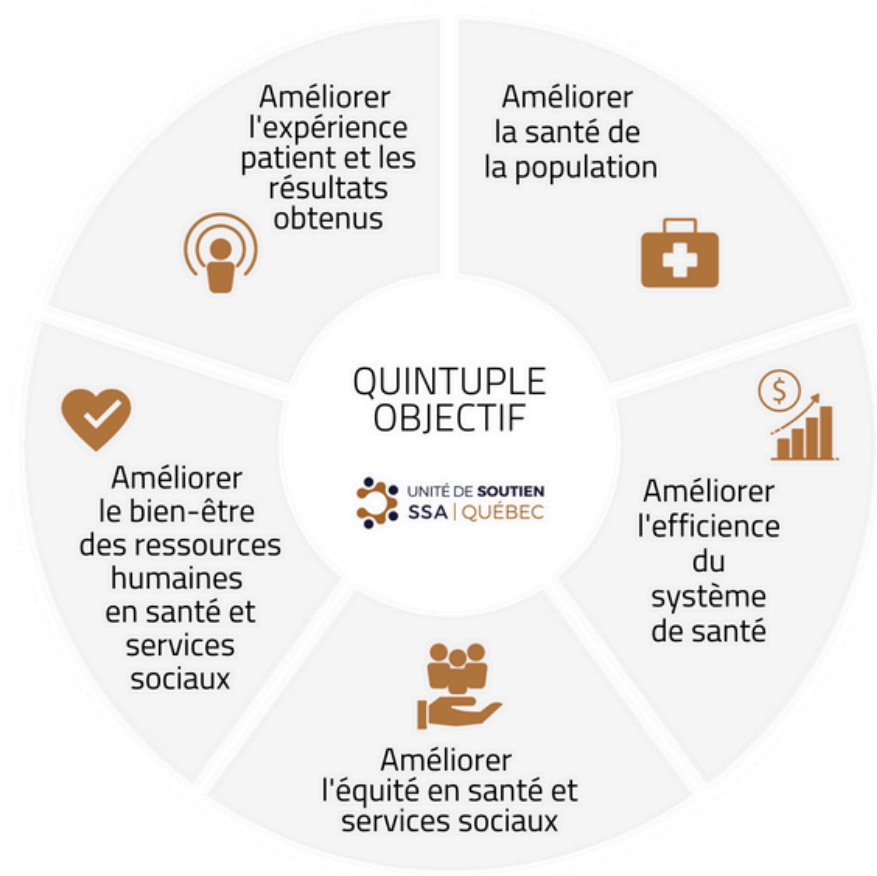 Améliorer
l'expérience
patient et les
résultats
obtenus
Améliorer
la santé de
la population
QUINTUPLE
OBJECTIF
UNITÉ DE SOUTIEN
SSA | QUÉBEC
$
Améliorer
l'efficience
du
système
de santé
Améliorer
le bien-être
des ressources
humaines
en santé et
services
sociaux
Améliorer
l'équité en santé et
services sociaux